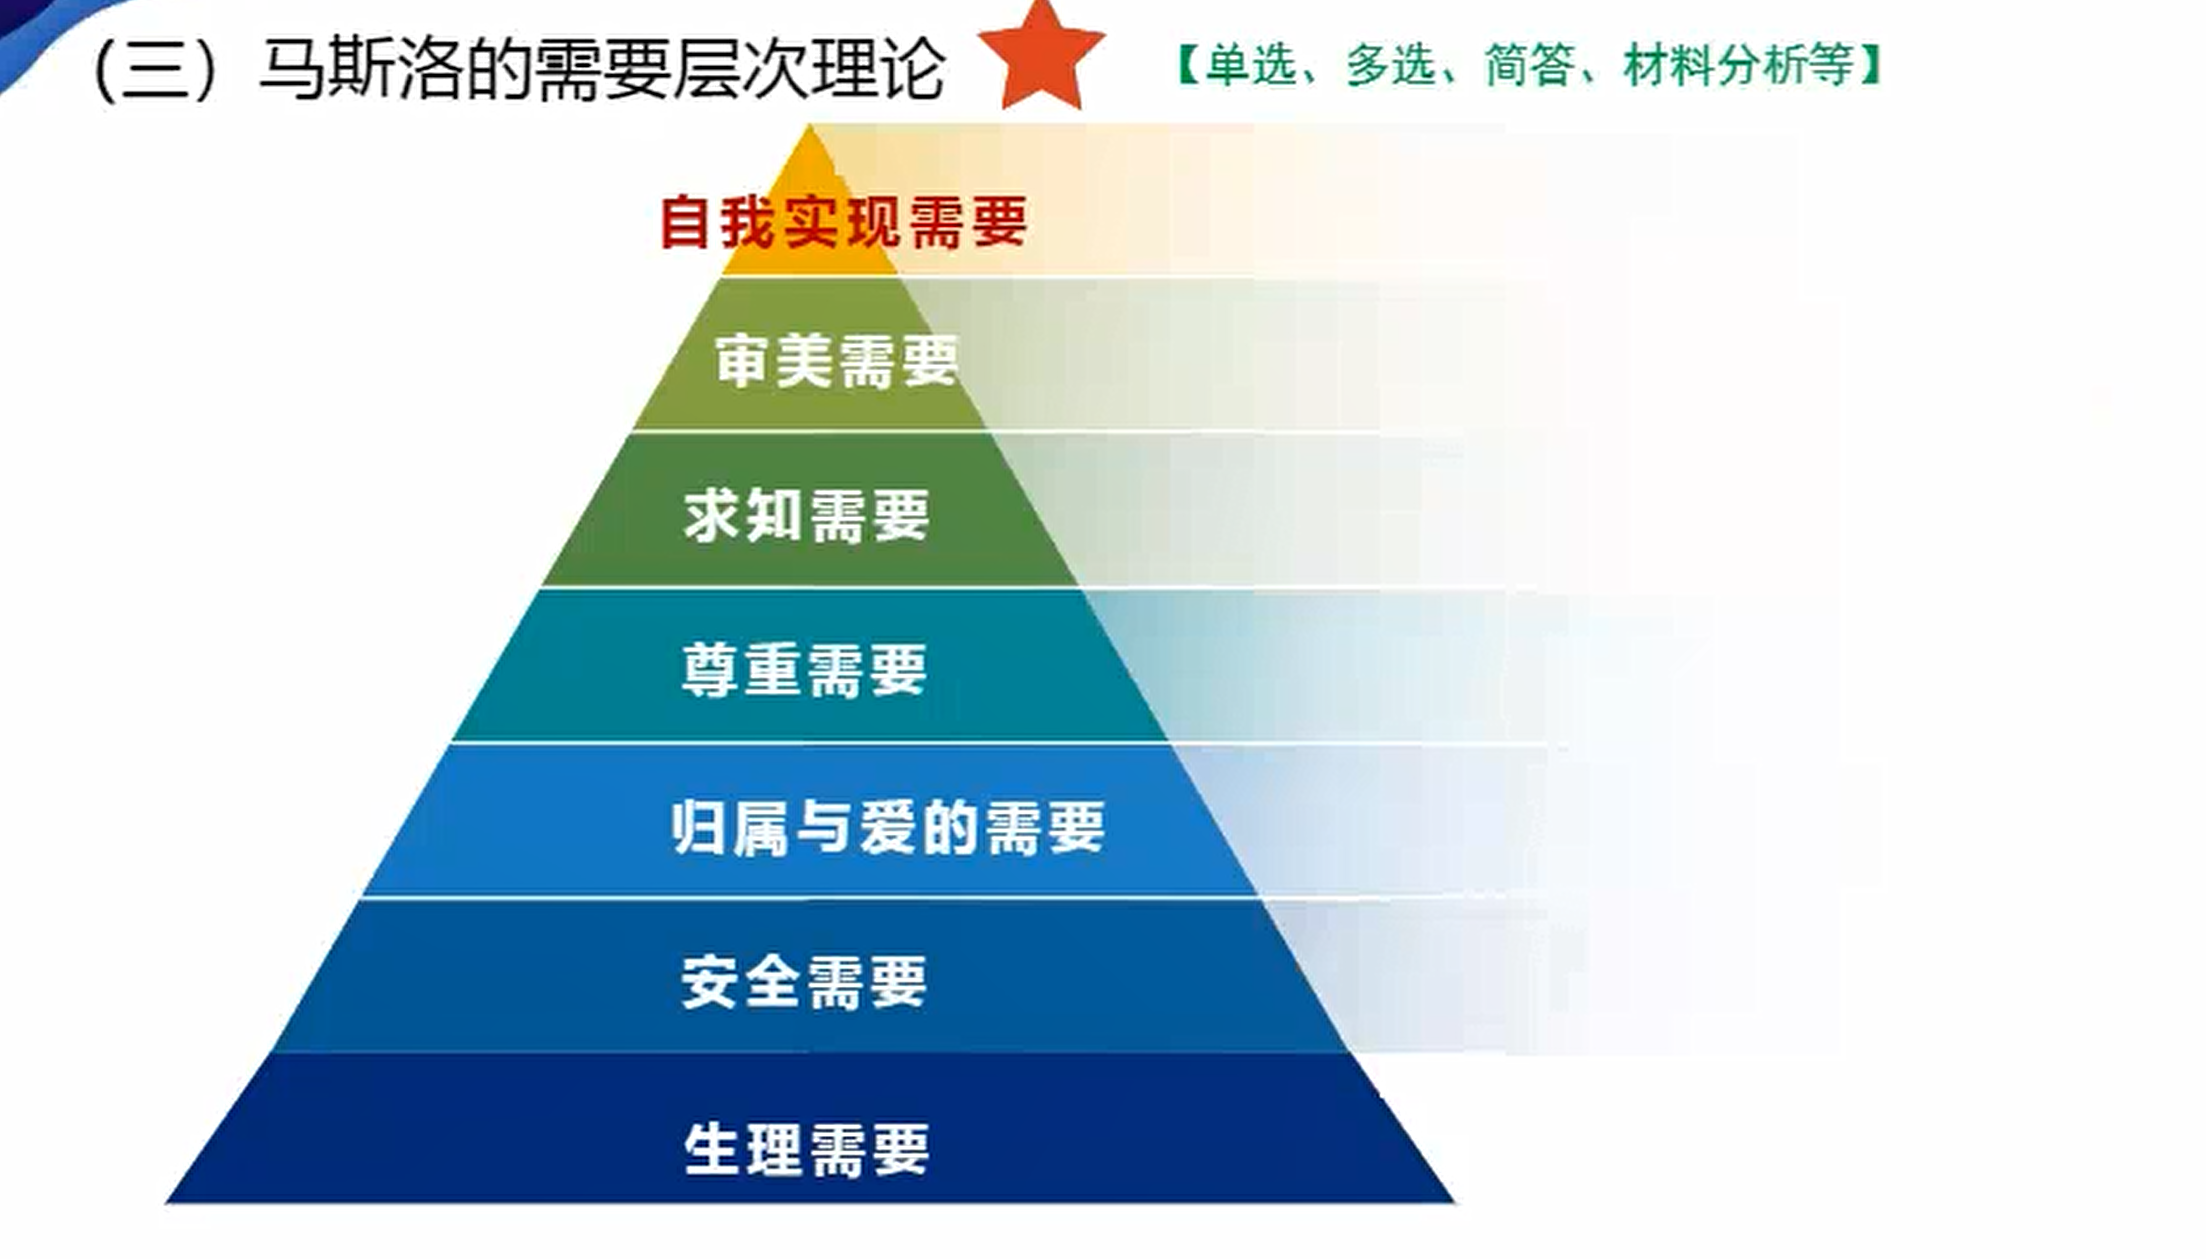 （三）马斯洛的需要层次理论 【单选、多选、简答、材料分析等】
自我实现需要
审美需要
求知需要
尊重需要
归属与爱的需要
安全需要
生理需要